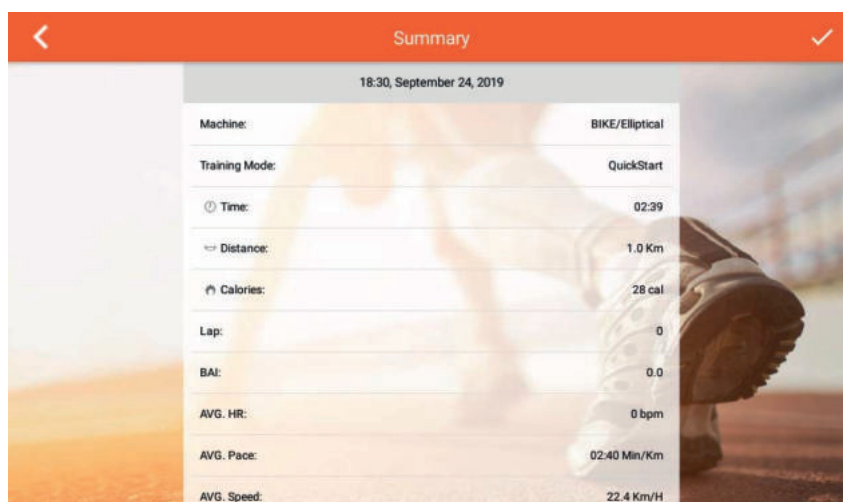 Summary
18:30, September 24, 2019
Machine: BIKE/Elliptical
Training Mode: QuickStart
Time: 02:39
Distance: 1.0 Km
Calories: 28 cal
Lap: 0
BAI: 0.0
AVG. HR: 0 bpm
AVG. Pace: 02:40 Min/Km
AVG. Speed: 22.4 Km/H